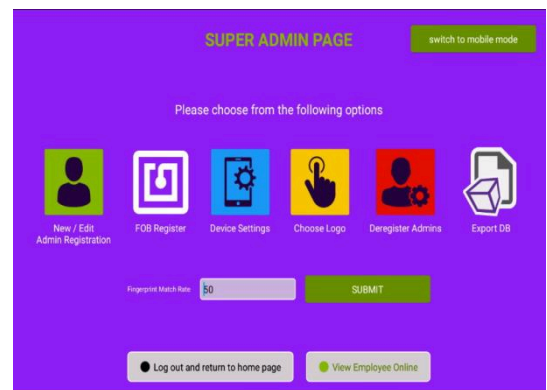 SUPER ADMIN PAGE
switch to mobile mode
Please choose from the following options
New / Edit
Admin Registration
FOB Register
Device Settings
Choose Logo
Deregister Admins
Export DB
Fingerprint Match Rate
50
SUBMIT
Log out and return to home page
View Employee Online